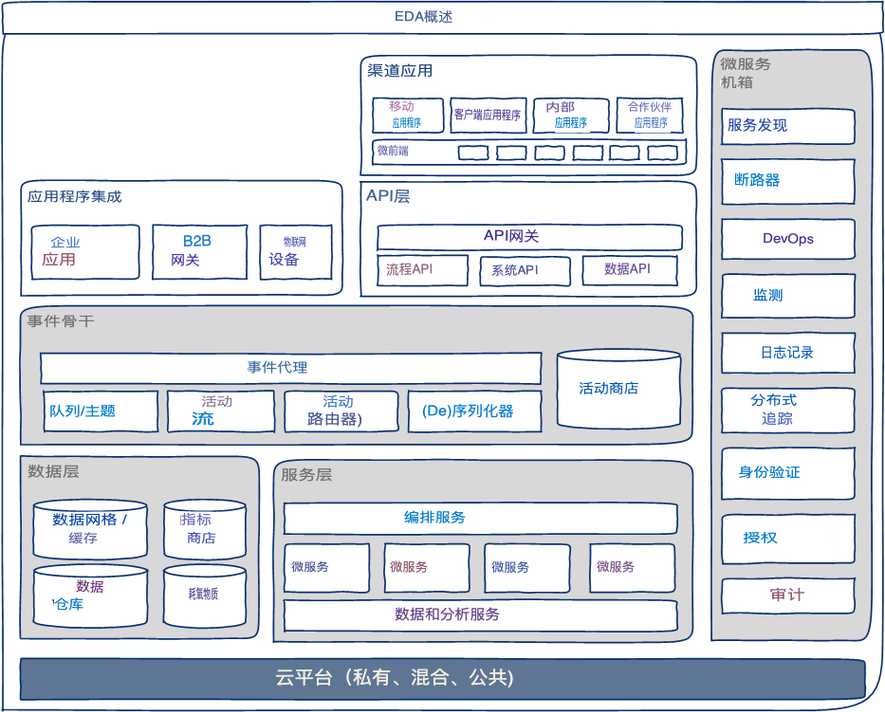 EDA概述
渠道应用
移动
应用程序
客户端应用程序
内部
应用程序
合作伙伴
应用程序
微前端
应用程序集成
企业
应用
B2B
网关
物联网
设备
API层
API网关
流程API
系统API
数据API
事件骨干
事件代理
队列/主题
活动
流
活动
路由器)
(De)序列化器
活动商店
数据层
数据网格 /
缓存
指标
商店
数据
仓库
耗氧物质
服务层
编排服务
微服务
微服务
微服务
微服务
数据和分析服务
微服务
机箱
服务发现
断路器
DevOps
监测
日志记录
分布式
追踪
身份验证
授权
审计
云平台（私有、混合、公共)